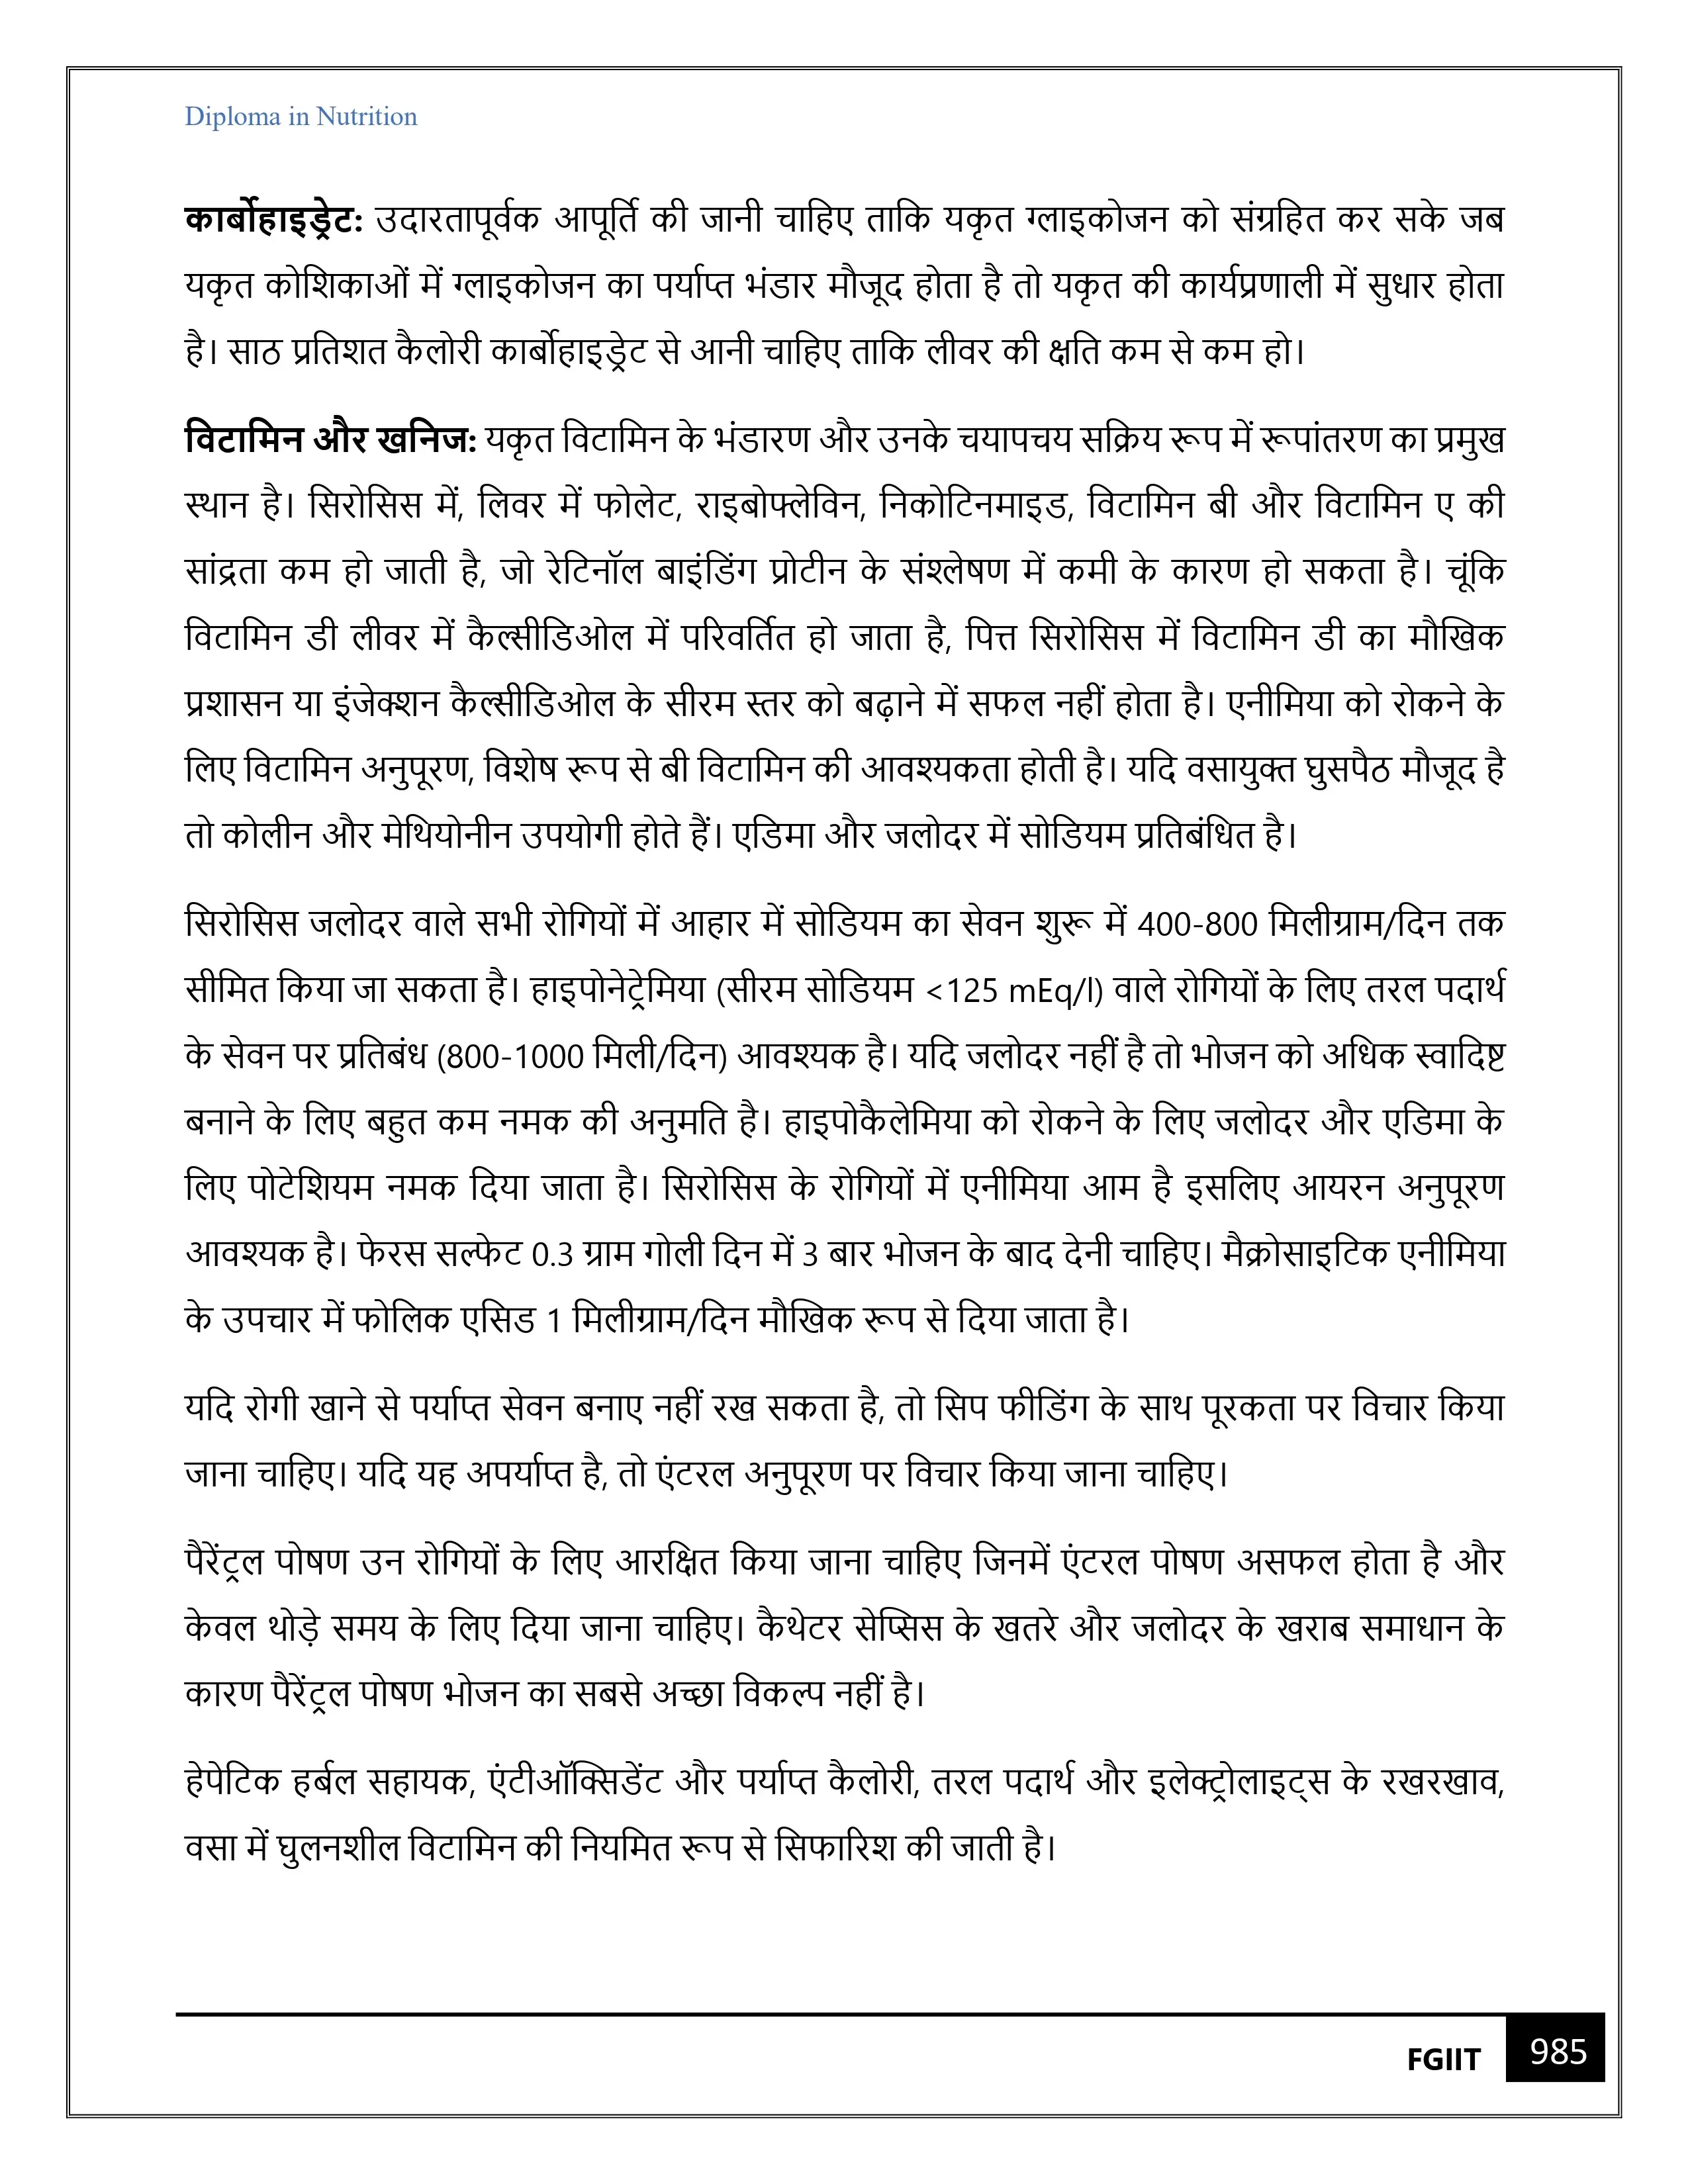 Diploma in Nutrition
कार्बोहाइड्रेट: उदारतापूर्वक आपूर्ति की जानी चाहिए ताकि यकृत ग्लाइकोजन को संग्रहित कर सके जब
यकृत कोशिकाओं में ग्लाइकोजन का पर्याप्त भंडार मौजूद होता है तो यकृत की कार्यप्रणाली में सुधार होता
है। साठ प्रतिशत कैलोरी कार्बोहाइड्रेट से आनी चाहिए ताकि लीवर की क्षति कम से कम हो।
विटामिन और खनिज: यकृत विटामिन के भंडारण और उनके चयापचय सक्रिय रूप में रूपांतरण का प्रमुख
स्थान है। सिरोसिस में, लिवर में फोलेट, राइबोफ्लेविन, निकोटिनमाइड, विटामिन बी और विटामिन ए की
सांद्रता कम हो जाती है, जो रेटिनॉल बाइंडिंग प्रोटीन के संश्लेषण में कमी के कारण हो सकता है। चूंकि
विटामिन डी लीवर में कैल्सीडिओल में परिवर्तित हो जाता है, पित्त सिरोसिस में विटामिन डी का मौखिक
प्रशासन या इंजेक्शन कैल्सीडिओल के सीरम स्तर को बढ़ाने में सफल नहीं होता है। एनीमिया को रोकने के
लिए विटामिन अनुपूरण, विशेष रूप से बी विटामिन की आवश्यकता होती है। यदि वसायुक्त घुसपैठ मौजूद है
तो कोलीन और मेथियोनीन उपयोगी होते हैं। एडिमा और जलोदर में सोडियम प्रतिबंधित है।
सिरोसिस जलोदर वाले सभी रोगियों में आहार में सोडियम का सेवन शुरू में 400-800 मिलीग्राम/दिन तक
सीमित किया जा सकता है। हाइपोनेट्रेमिया (सीरम सोडियम <125 mEq/l) वाले रोगियों के लिए तरल पदार्थ
के सेवन पर प्रतिबंध (800-1000 मिली/दिन) आवश्यक है। यदि जलोदर नहीं है तो भोजन को अधिक स्वादिष्ट
बनाने के लिए बहुत कम नमक की अनुमति है। हाइपोकैलेमिया को रोकने के लिए जलोदर और एडिमा के
लिए पोटेशियम नमक दिया जाता है। सिरोसिस के रोगियों में एनीमिया आम है इसलिए आयरन अनुपूरण
आवश्यक है। फेरस सल्फेट 0.3 ग्राम गोली दिन में 3 बार भोजन के बाद देनी चाहिए। मैक्रोसाइटिक एनीमिया
के उपचार में फोलिक एसिड 1 मिलीग्राम/दिन मौखिक रूप से दिया जाता है।
यदि रोगी खाने से पर्याप्त सेवन बनाए नहीं रख सकता है, तो सिप फीडिंग के साथ पूरकता पर विचार किया
जाना चाहिए। यदि यह अपर्याप्त है, तो एंटरल अनुपूरण पर विचार किया जाना चाहिए।
पैरेंट्रल पोषण उन रोगियों के लिए आरक्षित किया जाना चाहिए जिनमें एंटरल पोषण असफल होता है और
केवल थोड़े समय के लिए दिया जाना चाहिए। कैथेटर सेप्सिस के खतरे और जलोदर के खराब समाधान के
कारण पैरेंट्रल पोषण भोजन का सबसे अच्छा विकल्प नहीं है।
हेपेटिक हर्बल सहायक, एंटीऑक्सिडेंट और पर्याप्त कैलोरी, तरल पदार्थ और इलेक्ट्रोलाइट्स के रखरखाव,
वसा में घुलनशील विटामिन की नियमित रूप से सिफारिश की जाती है।
FGIIT 985